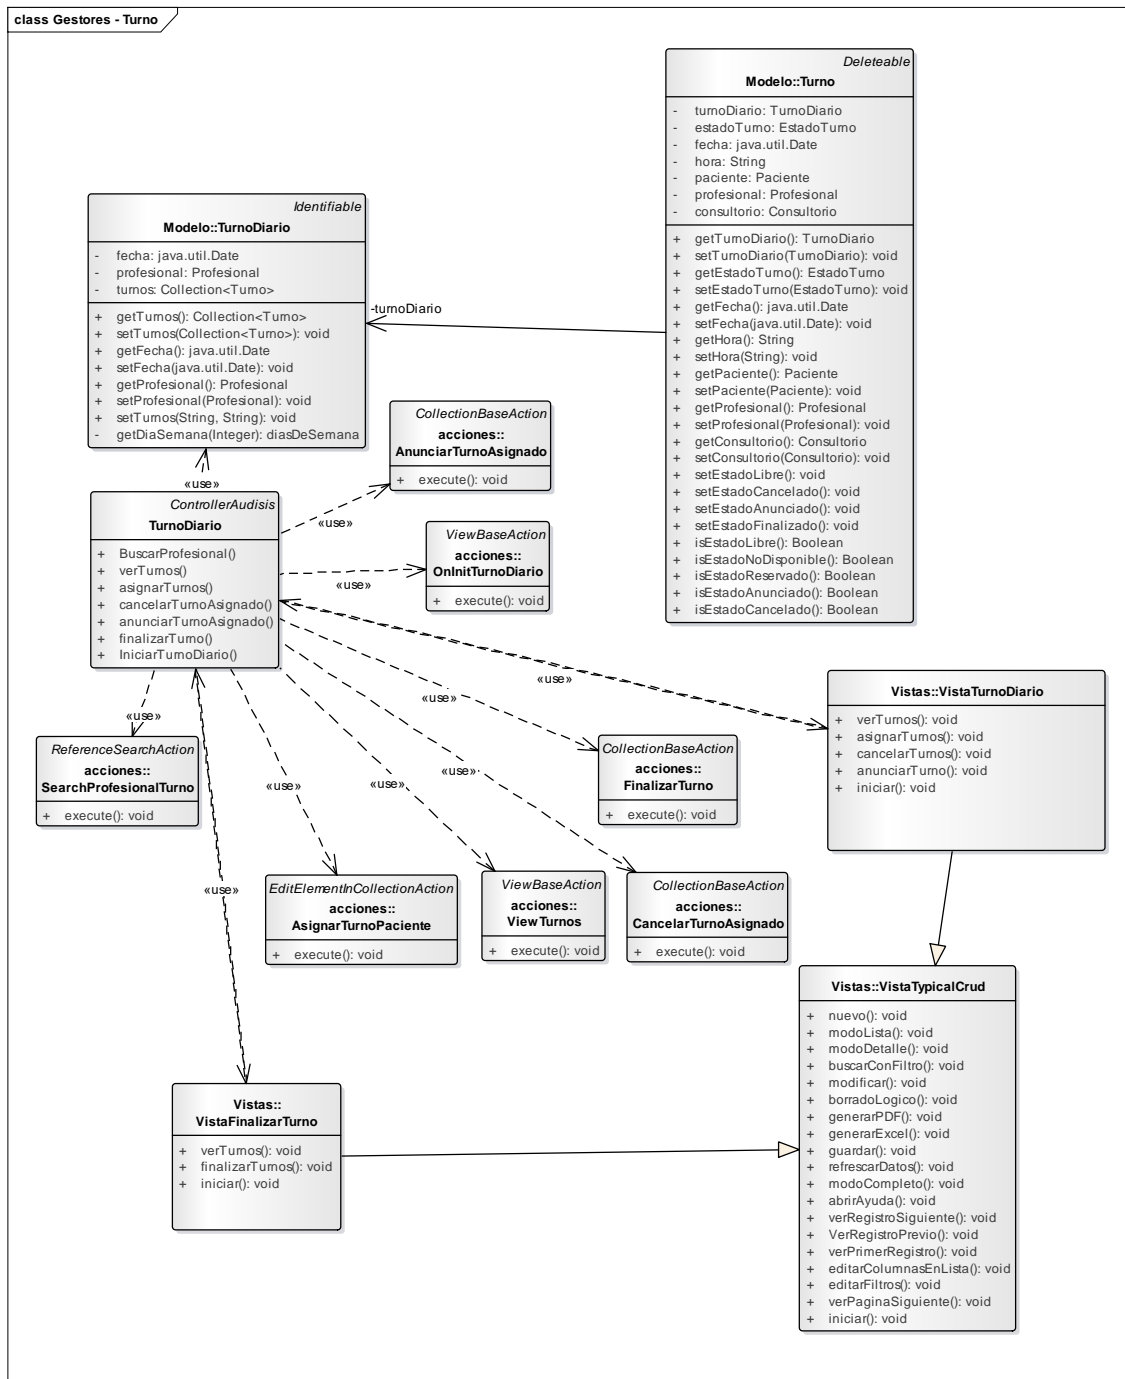 class Gestores - Turno
Deleteable
Modelo::Turno
- turnoDiario: TurnoDiario
- estadoTurno: EstadoTurno
- fecha: java.util.Date
- hora: String
- paciente: Paciente
- profesional: Profesional
- consultorio: Consultorio
+ getTurnoDiario(): TurnoDiario
+ setTurnoDiario(TurnoDiario): void
+ getEstadoTurno(): EstadoTurno
+ setEstadoTurno(EstadoTurno): void
+ getFecha(): java.util.Date
+ setFecha(java.util.Date): void
+ getHora(): String
+ setHora(String): void
+ getPaciente(): Paciente
+ setPaciente(Paciente): void
+ getProfesional(): Profesional
+ setProfesional(Profesional): void
+ getConsultorio(): Consultorio
+ setConsultorio(Consultorio): void
+ setEstadoLibre(): void
+ setEstadoCancelado(): void
+ setEstadoAnunciado(): void
+ setEstadoFinalizado(): void
+ isEstadoLibre(): Boolean
+ isEstadoNoDisponible(): Boolean
+ isEstadoReservado(): Boolean
+ isEstadoAnunciado(): Boolean
+ isEstadoCancelado(): Boolean
Identifiable
Modelo::TurnoDiario
- fecha: java.util.Date
- profesional: Profesional
- turnos: Collection<Turno>
+ getTurnos(): Collection<Turno>
+ setTurnos(Collection<Turno>): void
+ getFecha(): java.util.Date
+ setFecha(java.util.Date): void
+ getProfesional(): Profesional
+ setProfesional(Profesional): void
+ setTurnos(String, String): void
- getDiaSemana(Integer): diasDeSemana
-turnoDiario
CollectionBaseAction
acciones::
AnunciarTurnoAsignado
+ execute(): void
«use»
ControllerAudisis
TurnoDiario
+ BuscarProfesional()
+ verTurnos()
+ asignarTurnos()
+ cancelarTurnoAsignado()
+ anunciarTurnoAsignado()
+ finalizarTurno()
+ IniciarTurnoDiario()
«use»
ViewBaseAction
acciones::
OnInitTurnoDiario
+ execute(): void
«use»
«use»
«use»
Vistas::VistaTurnoDiario
+ verTurnos(): void
+ asignarTurnos(): void
+ cancelarTurnos(): void
+ anunciarTurno(): void
+ iniciar(): void
«use»
ReferenceSearchAction
acciones::
SearchProfesionalTurno
+ execute(): void
CollectionBaseAction
acciones::
FinalizarTurno
+ execute(): void
«use»
«use»
«use»
«use»
EditElementInCollectionAction
acciones::
AsignarTurnoPaciente
+ execute(): void
ViewBaseAction
acciones::
ViewTurnos
+ execute(): void
CollectionBaseAction
acciones::
CancelarTurnoAsignado
+ execute(): void
Vistas::VistaTypicalCrud
+ nuevo(): void
+ modoLista(): void
+ modoDetalle(): void
+ buscarConFiltro(): void
+ modificar(): void
+ borradoLogico(): void
+ generarPDF(): void
+ generarExcel(): void
+ guardar(): void
+ refrescarDatos(): void
+ modoCompleto(): void
+ abrirAyuda(): void
+ verRegistroSiguiente(): void
+ VerRegistroPrevio(): void
+ verPrimerRegistro(): void
+ editarColumnasEnLista(): void
+ editarFiltros(): void
+ verPaginaSiguiente(): void
+ iniciar(): void
Vistas::
VistaFinalizarTurno
+ verTurnos(): void
+ finalizarTurnos(): void
+ iniciar(): void